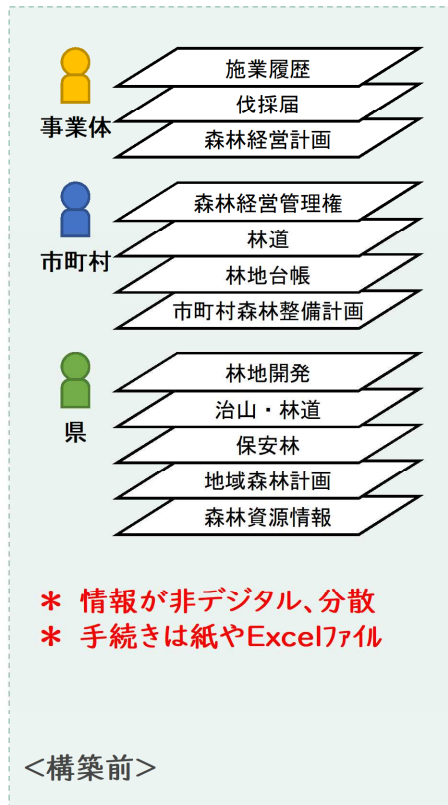 施業履歴
伐採届
事業体
森林経営計画
森林経営管理権
林道
市町村
林地台帳
市町村森林整備計画
林地開発
治山・林道
県
保安林
地域森林計画
森林資源情報
＊ 情報が非デジタル、分散
＊ 手続きは紙やExcelファイル
<構築前>